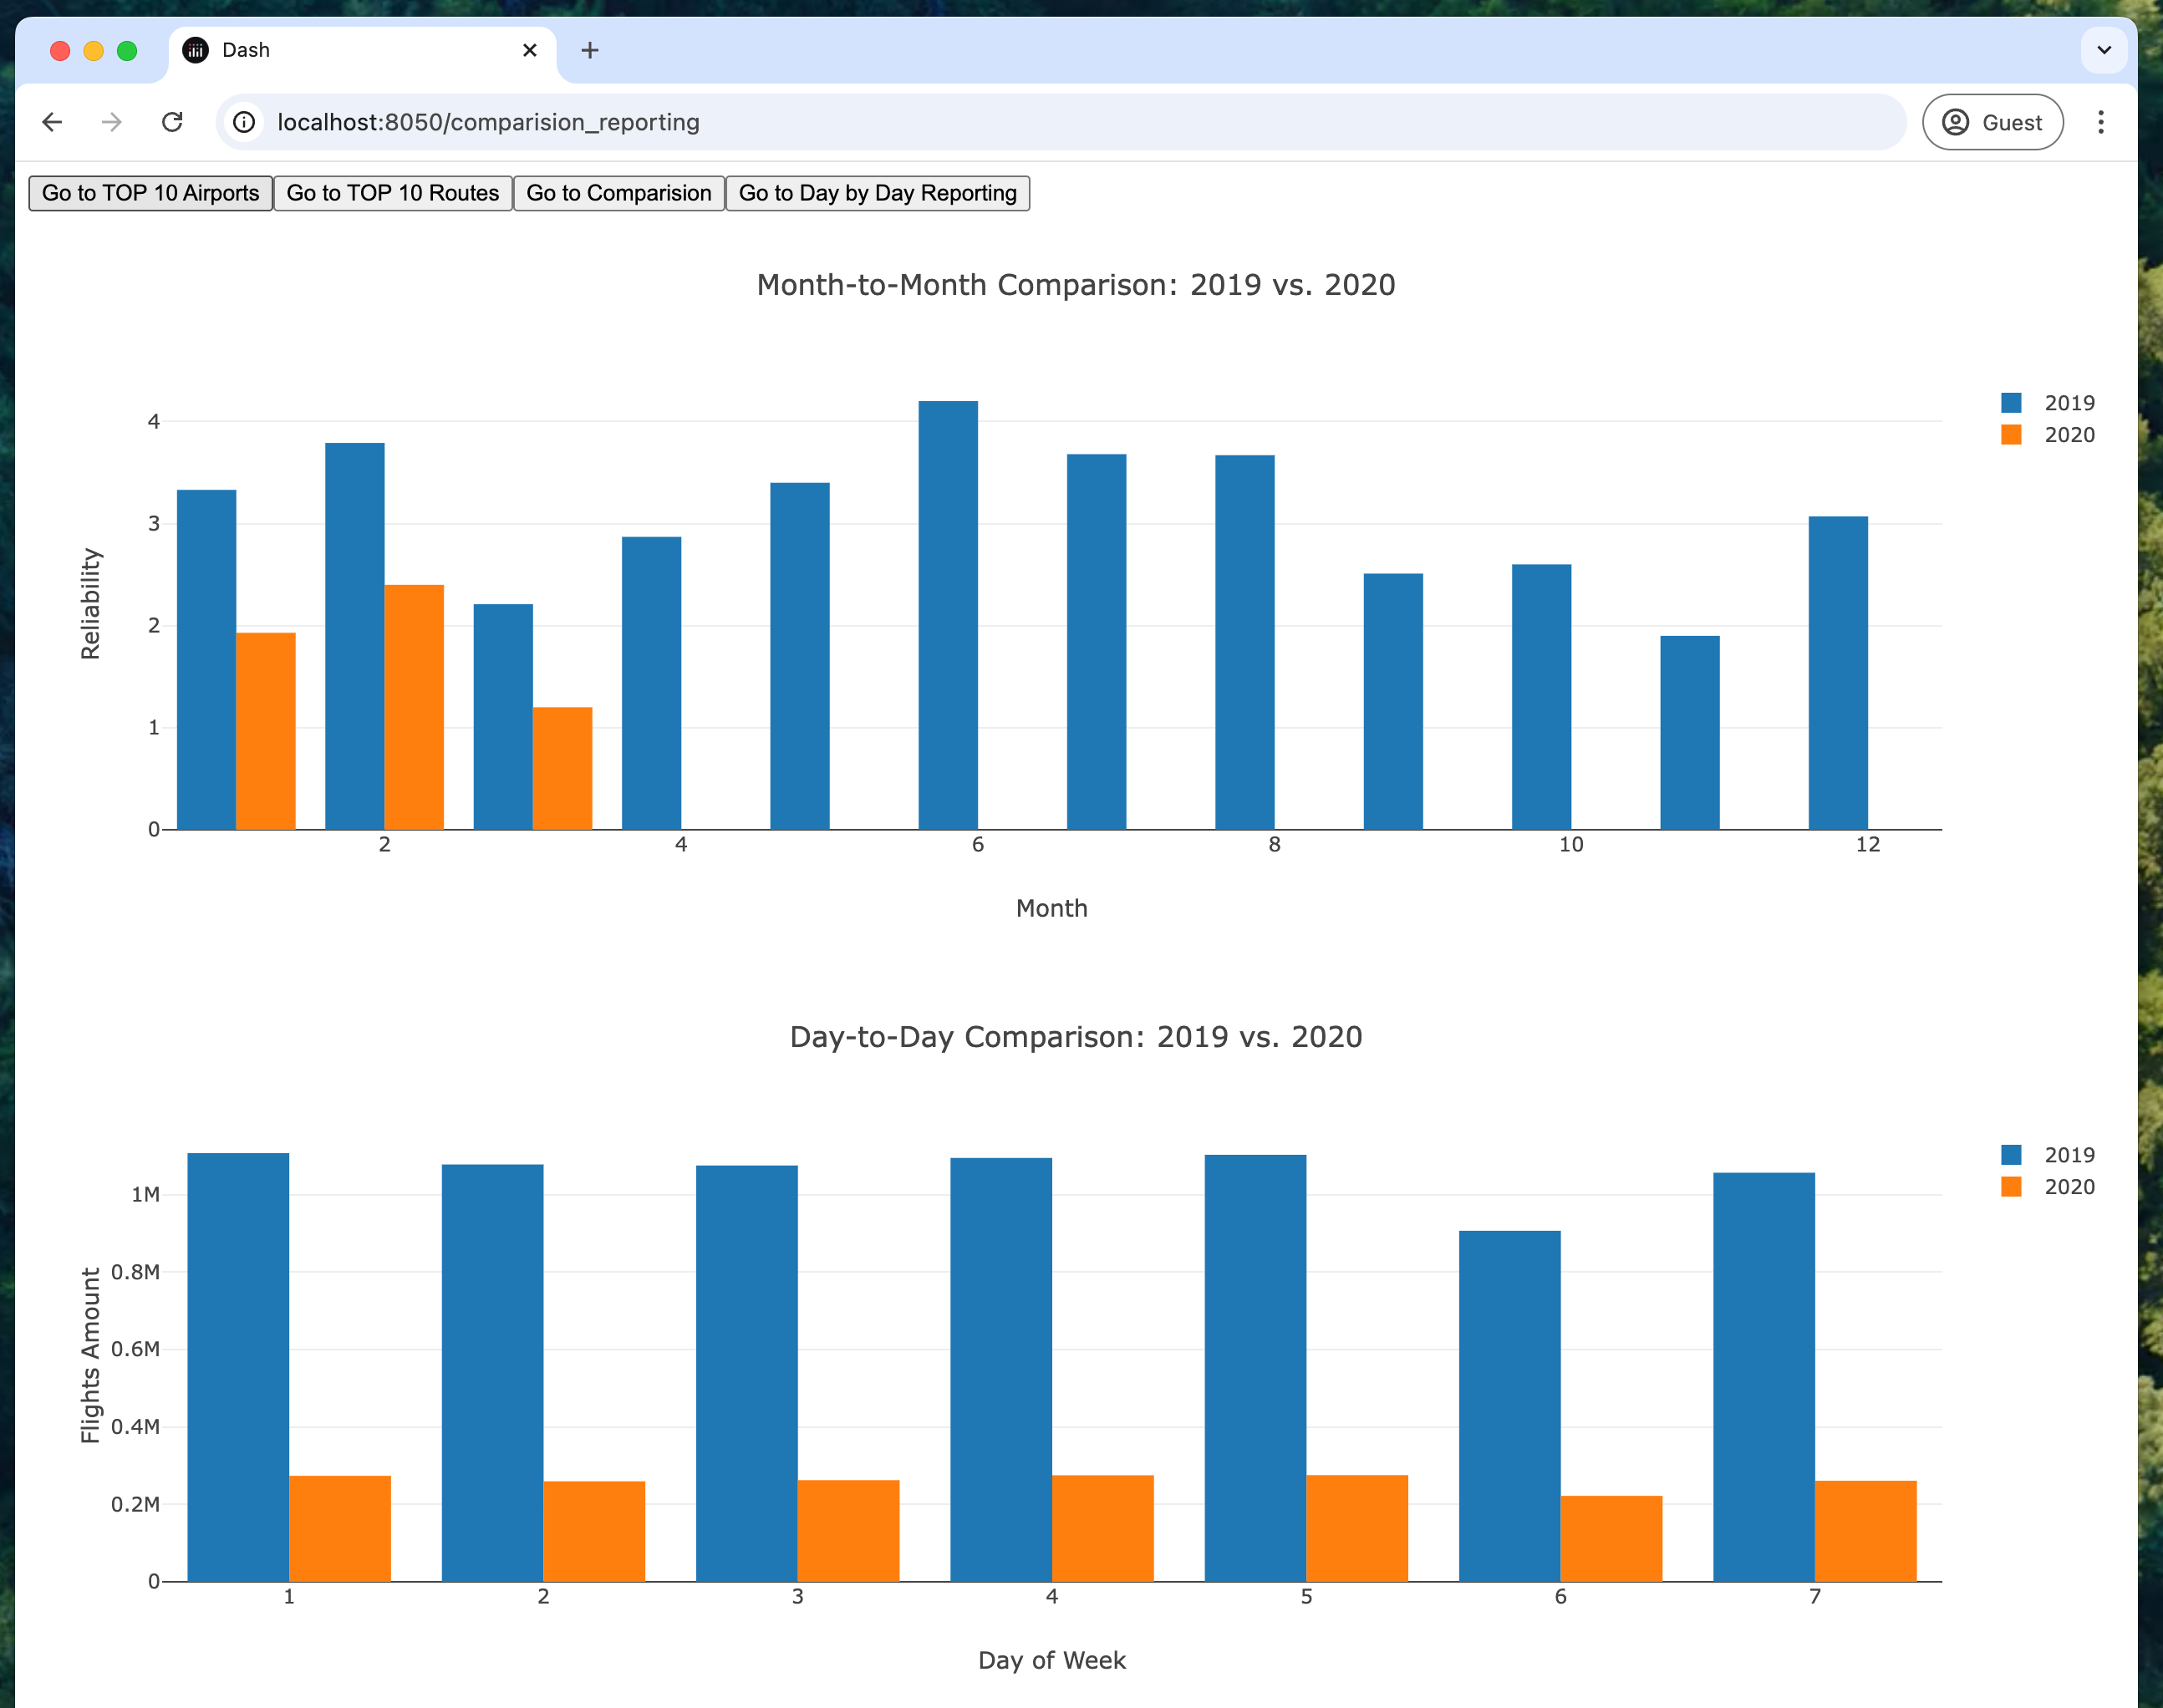 Dash
localhost:8050/comparision_reporting
Guest
Go to TOP 10 Airports Go to TOP 10 Routes Go to Comparision Go to Day by Day Reporting
Month-to-Month Comparison: 2019 vs. 2020
2019
2020
4
3
2
1
0
Reliability
2 4 6 8 10 12
Month
Day-to-Day Comparison: 2019 vs. 2020
2019
2020
1M
0.8M
0.6M
0.4M
0.2M
0
Flights Amount
1 2 3 4 5 6 7
Day of Week